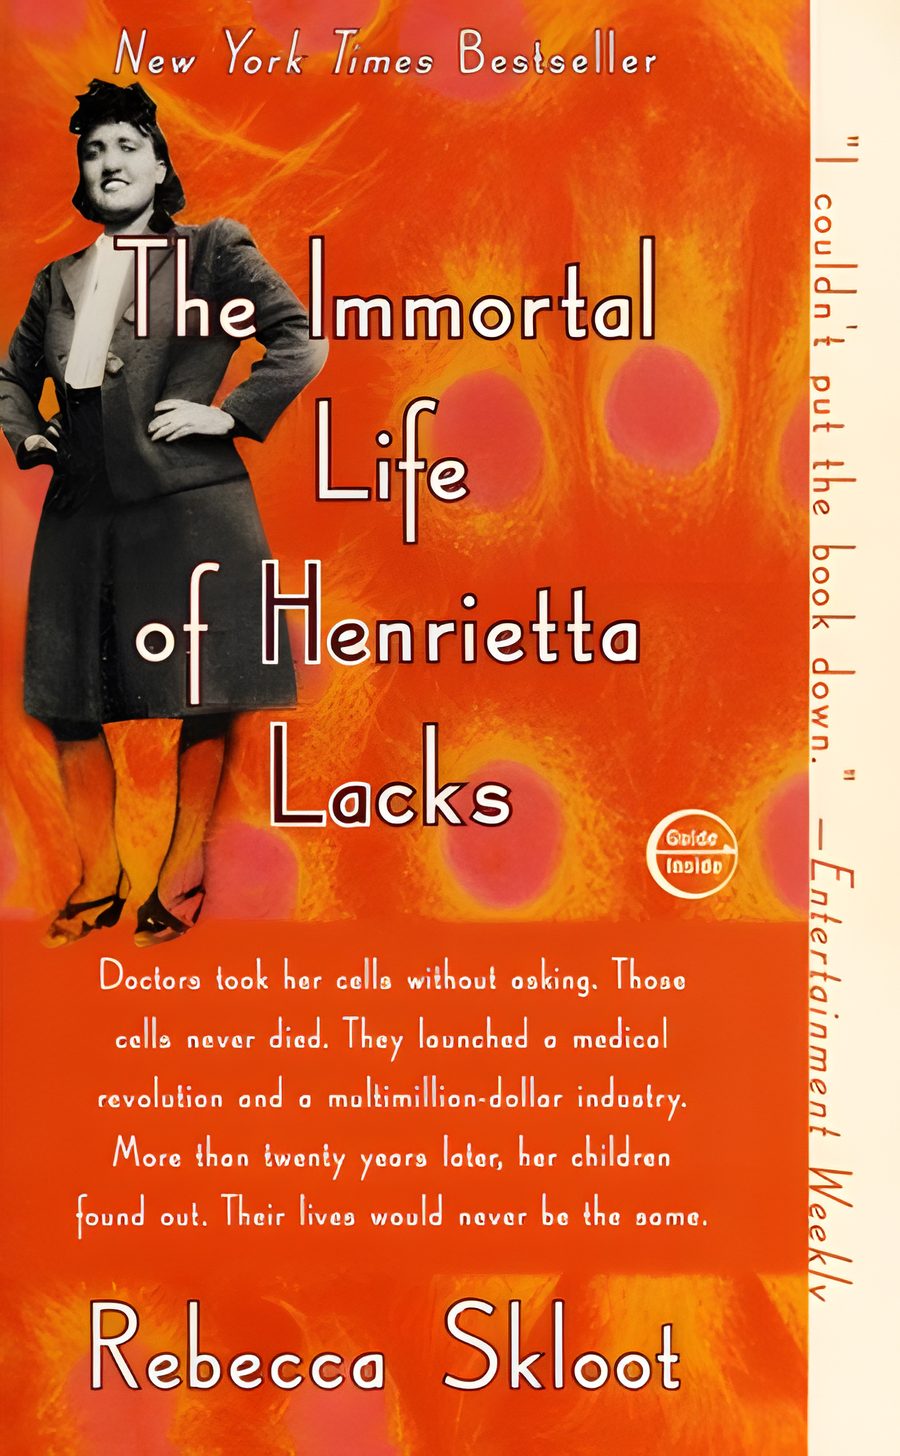 New York Times Bestseller
The Immortal
Life
of Henrietta
Lacks
Guide
Inside
Doctors took her cells without asking. Those
cells never died. They launched a medical
revolution and a multimillion-dollar industry.
More than twenty years later, her children
found out. Their lives would never be the same.
Rebecca Skloot
"I couldn't put the book down." —Entertainment Weekly